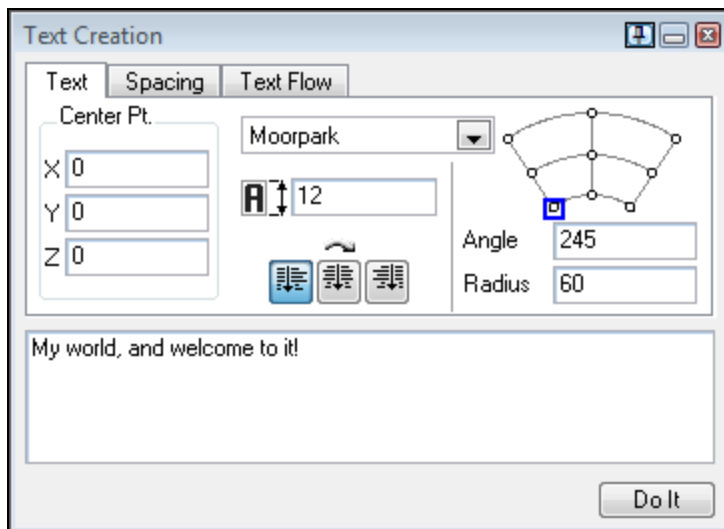 Text Creation
Text Spacing Text Flow
Center Pt.
Moorpark
X 0
A 12
Y 0
Z 0
Angle 245
Radius 60
My world, and welcome to it!
Do It